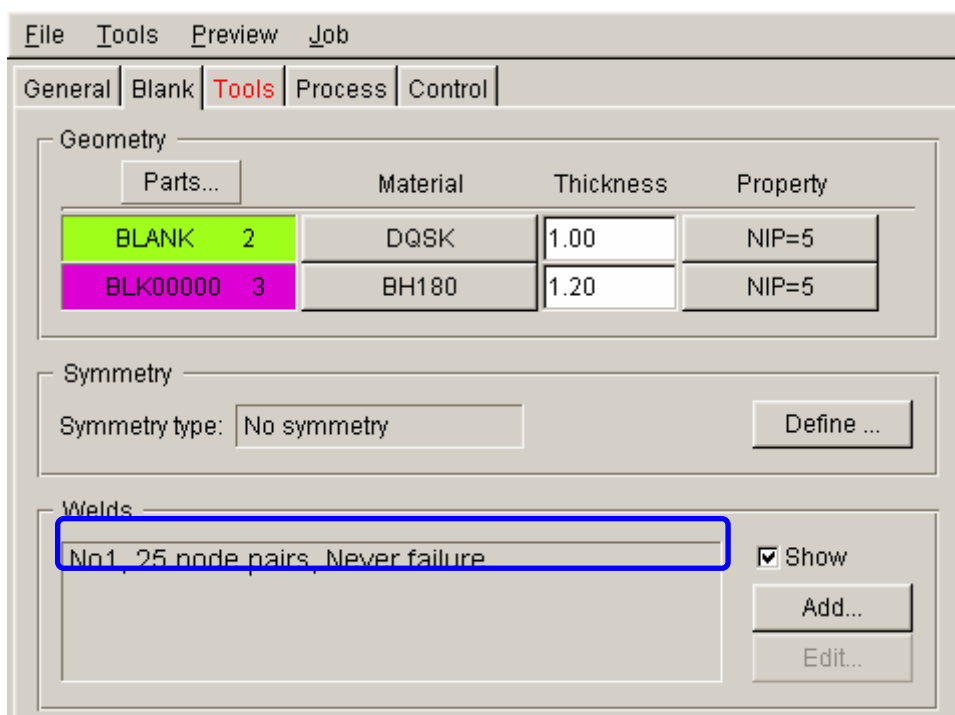 File Tools Preview Job
General Blank Tools Process Control
Geometry
Parts... Material Thickness Property
BLANK 2 DQSK 1.00 NIP=5
BLK00000 3 BH180 1.20 NIP=5
Symmetry
Symmetry type: No symmetry Define ...
Welds
No1, 25 node pairs, Never failure
Show
Add...
Edit...